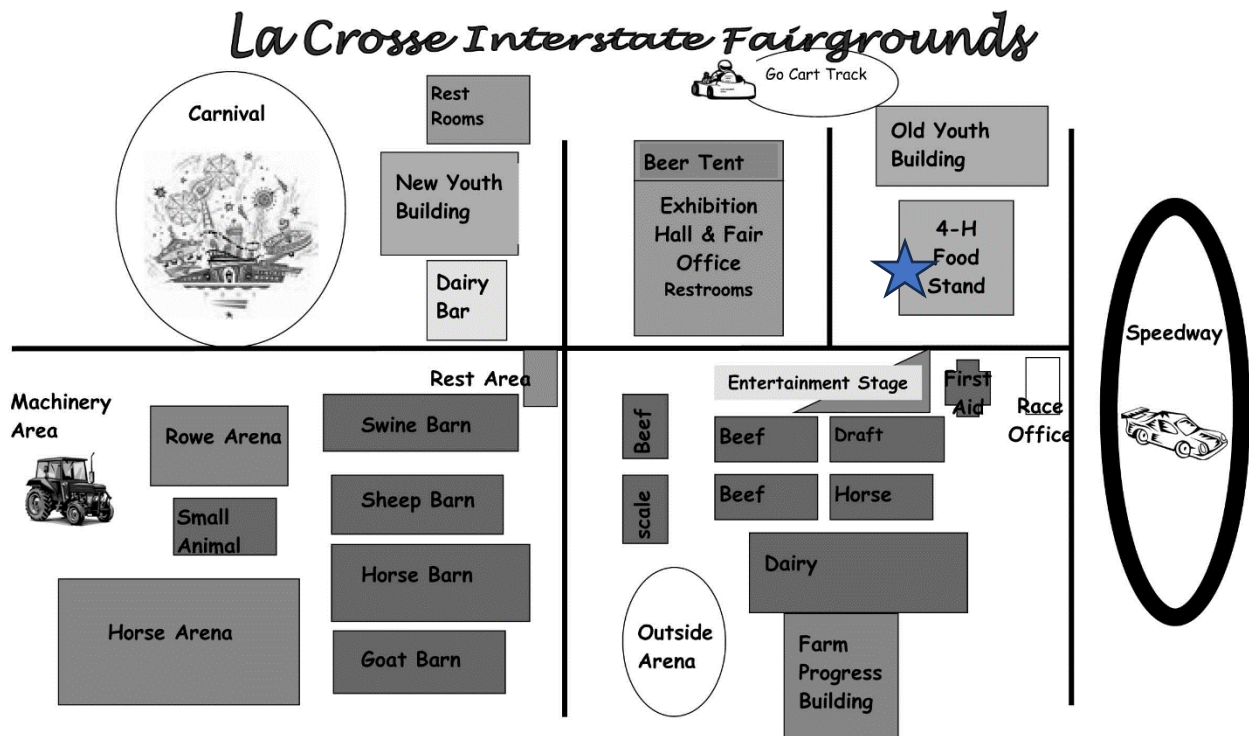 La Crosse Interstate Fairgrounds
Go Cart Track
Carnival
Rest
Rooms
New Youth
Building
Dairy
Bar
Beer Tent
Exhibition
Hall & Fair
Office
Restrooms
Old Youth
Building
4-H
Food
Stand
Speedway
Machinery
Area
Rest Area
Rowe Arena
Swine Barn
Small
Animal
Sheep Barn
Horse Barn
Horse Arena
Goat Barn
Entertainment Stage
First
Aid
Race
Office
Beef
scale
Beef
Draft
Beef
Horse
Dairy
Outside
Arena
Farm
Progress
Building